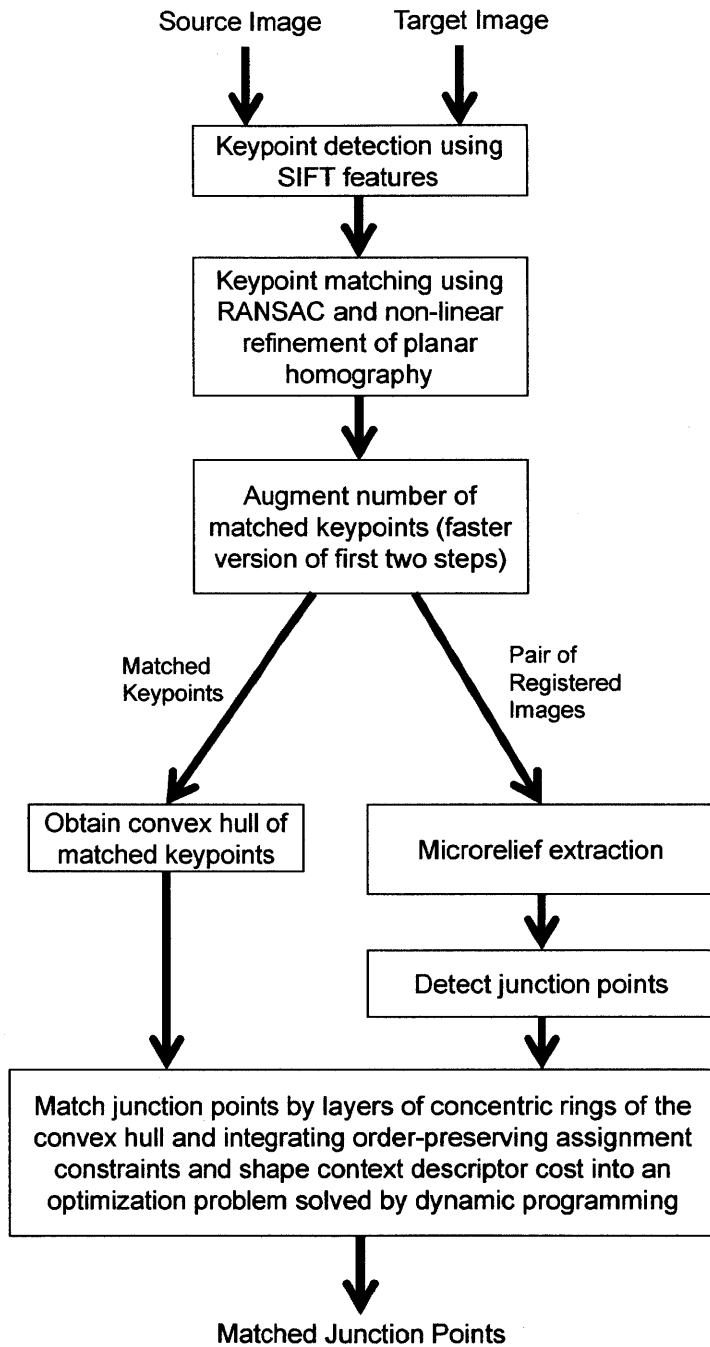 Source Image
Target Image
Keypoint detection using
SIFT features
Keypoint matching using
RANSAC and non-linear
refinement of planar
homography
Augment number of
matched keypoints (faster
version of first two steps)
Matched
Keypoints
Pair of
Registered
Images
Obtain convex hull of
matched keypoints
Microrelief extraction
Detect junction points
Match junction points by layers of concentric rings of the
convex hull and integrating order-preserving assignment
constraints and shape context descriptor cost into an
optimization problem solved by dynamic programming
Matched Junction Points